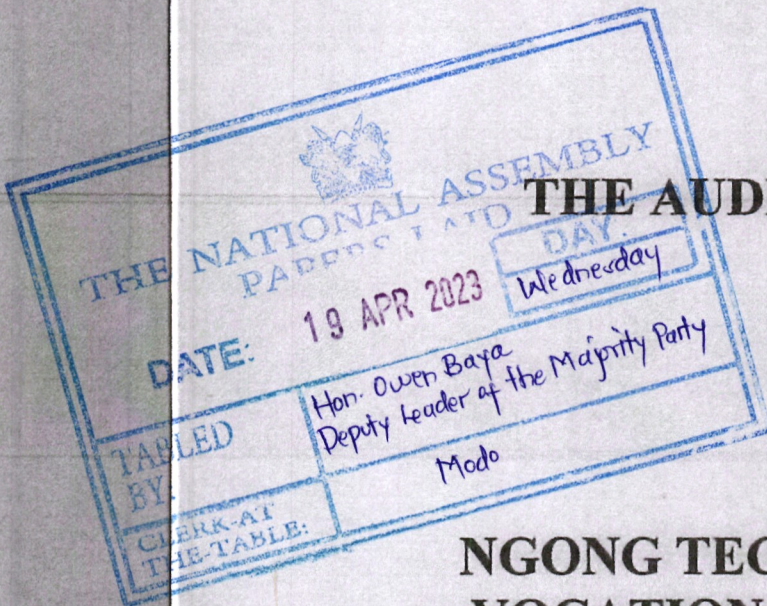 THE NATIONAL ASSEMBLY
PAPERS LAID
THE AUD
DATE: 19 APR 2023
DAY.
Wednesday
TABLED
BY:
Hon. Owen Baya
Deputy Leader of the Majority Party
CLERK-AT
THE-TABLE:
Modo
NGONG TEC
VOCATION